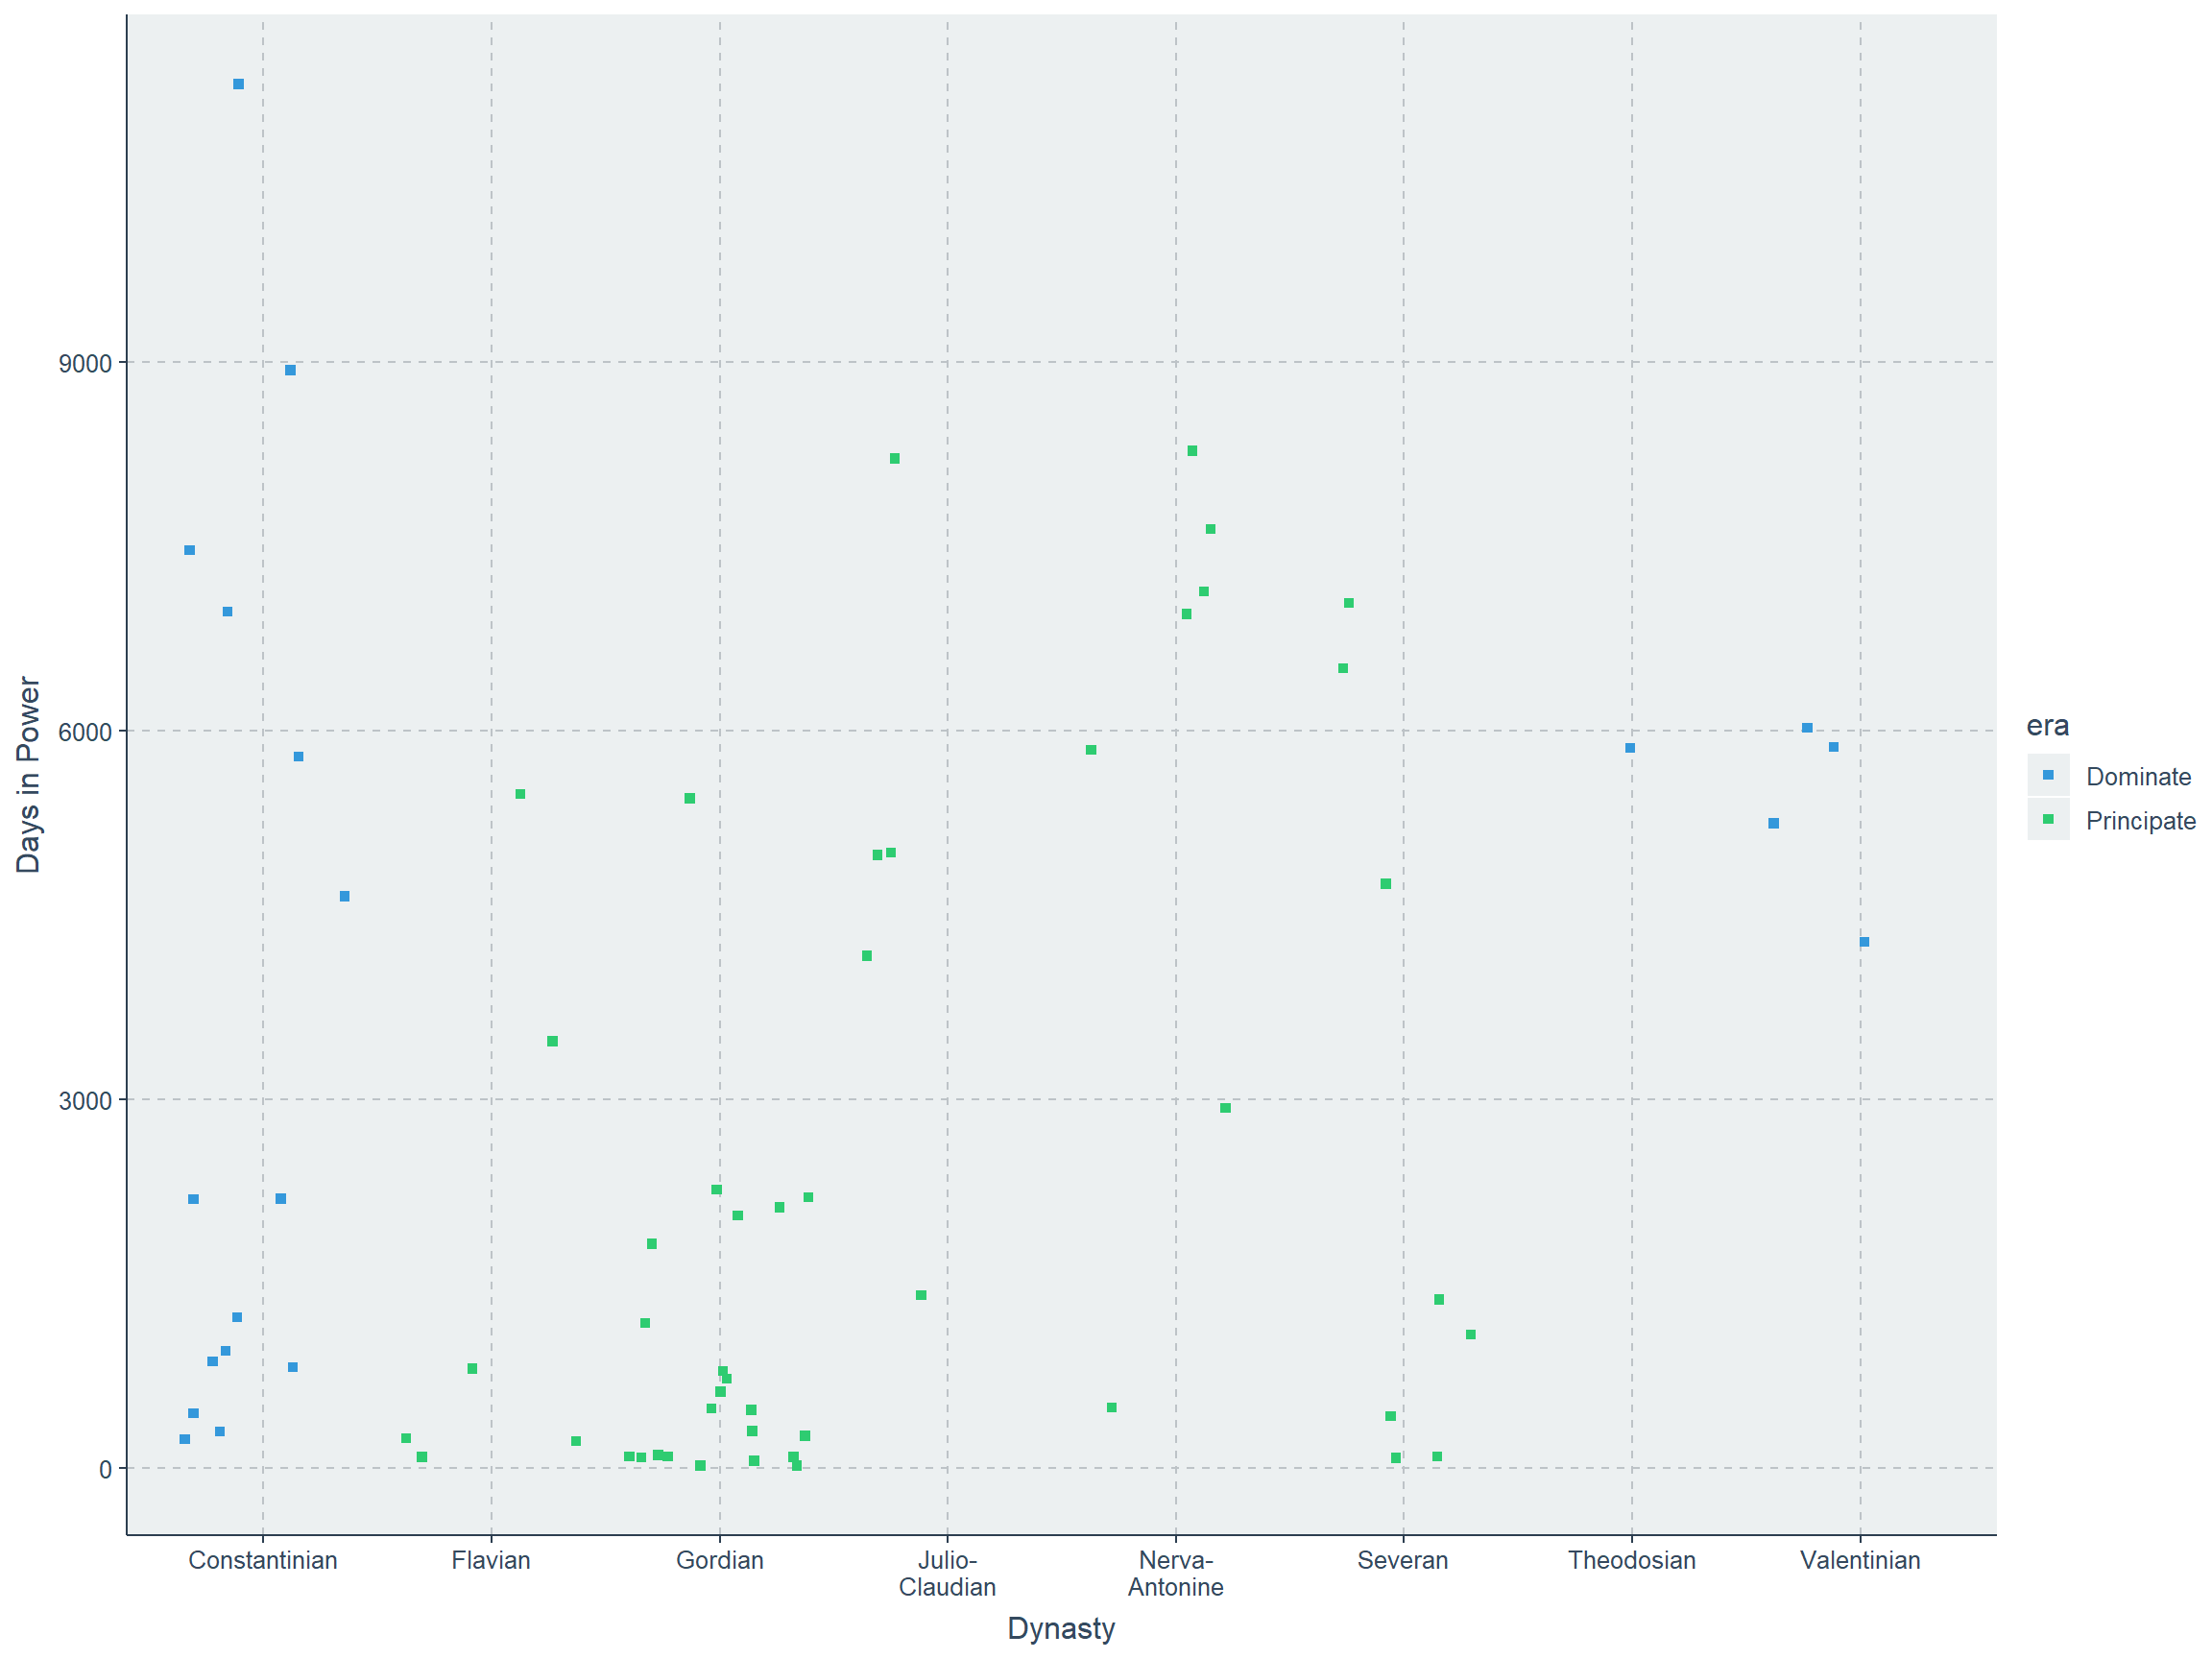 9000
6000
3000
0
Days in Power
Constantinian
Flavian
Gordian
Julio-
Claudian
Nerva-
Antonine
Severan
Theodosian
Valentinian
Dynasty
era
Dominate
Principate